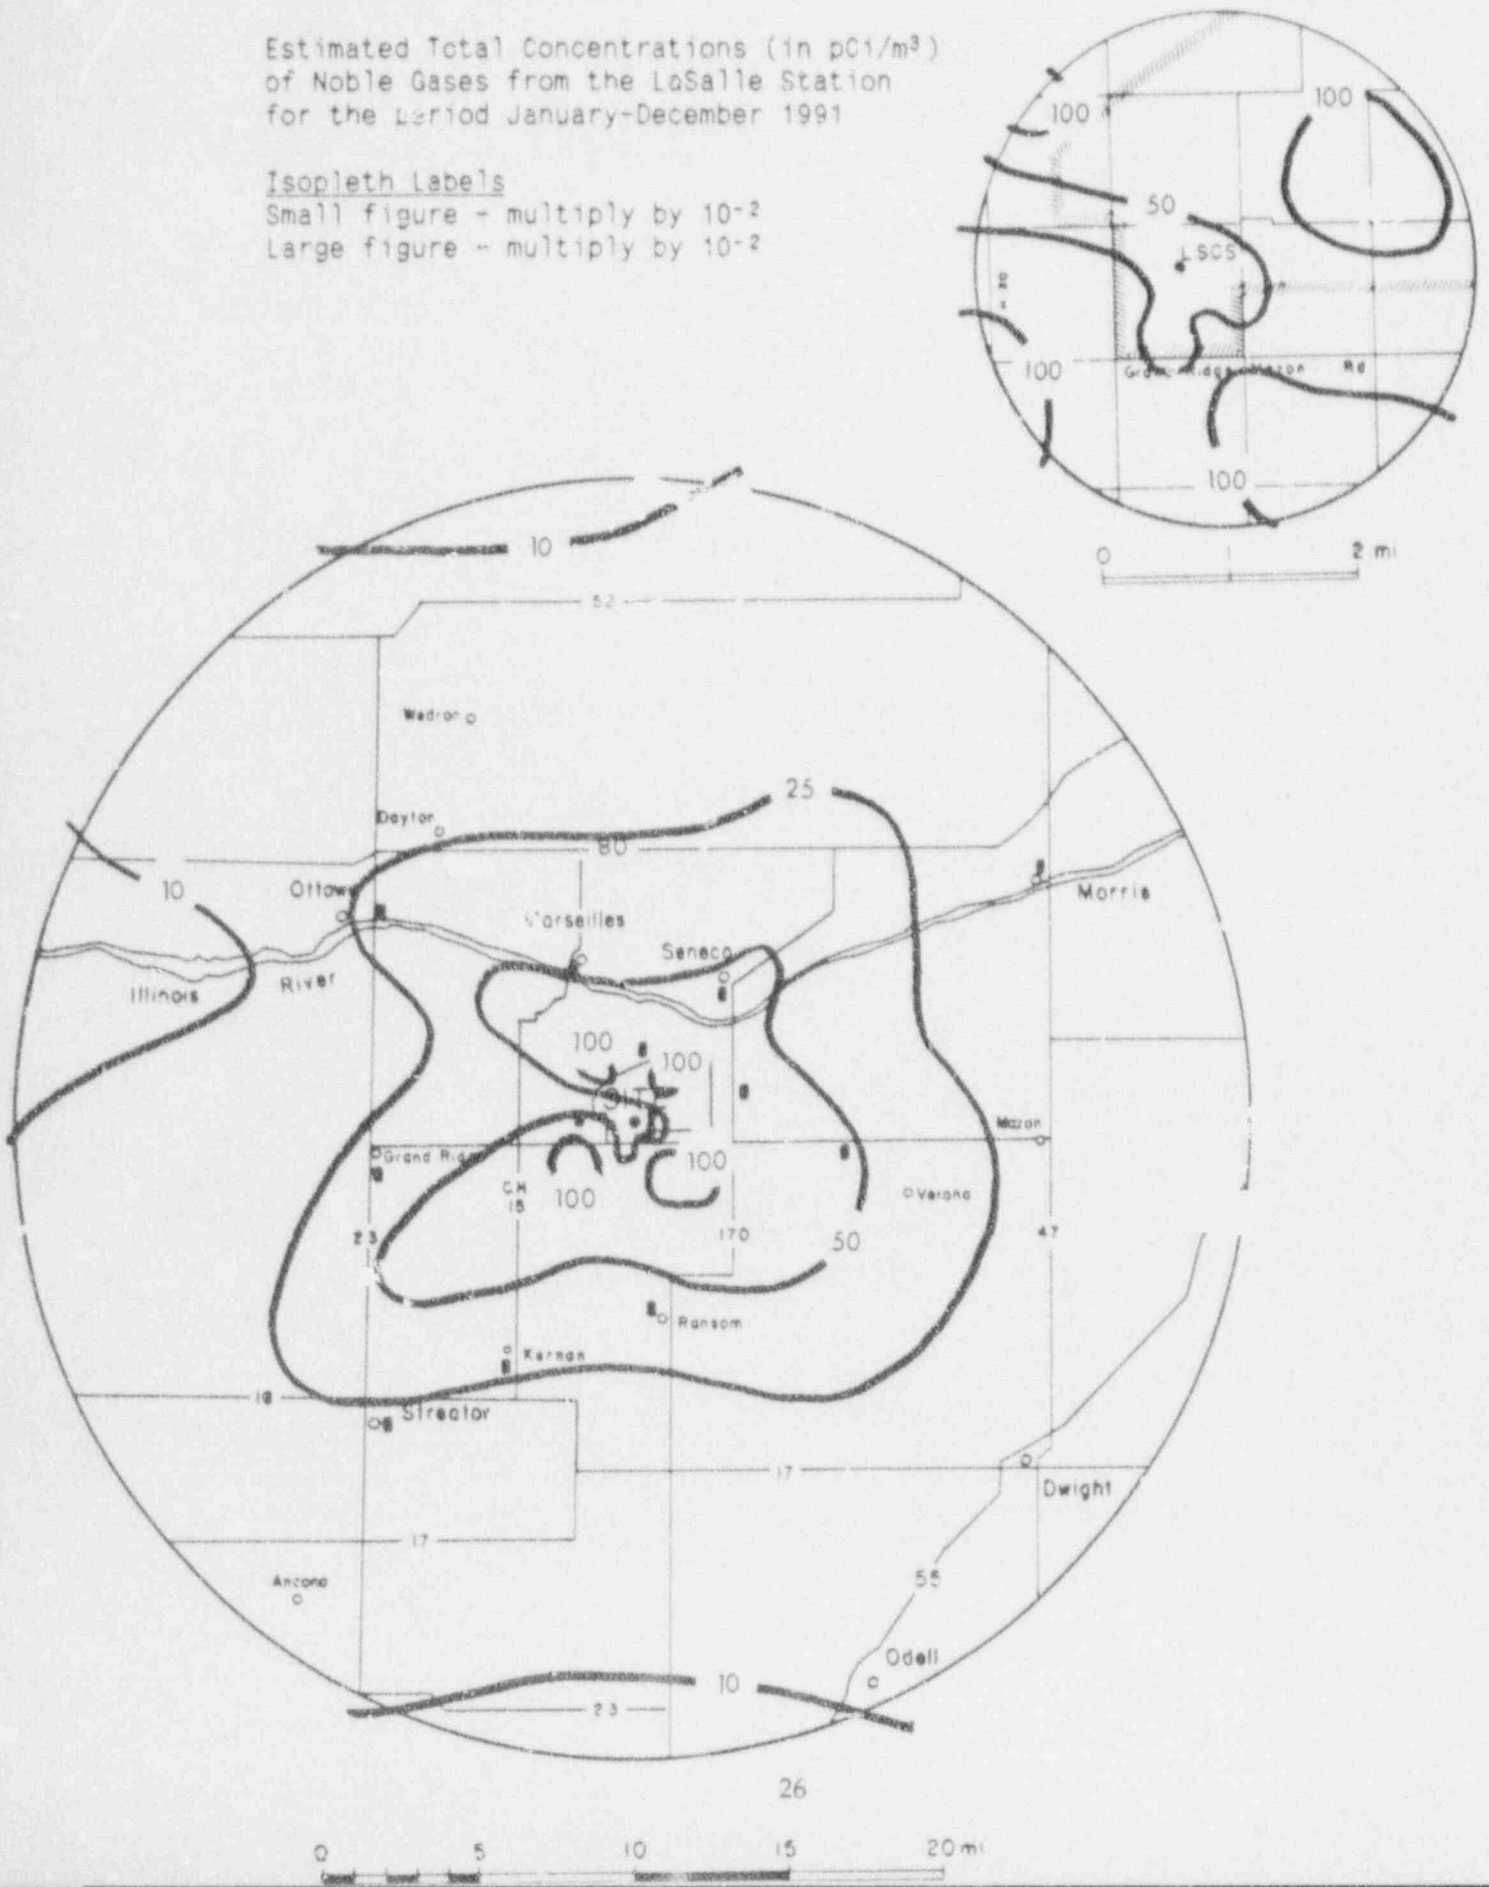 Estimated Total Concentrations (in pCi/m³)
of Noble Gases from the LaSalle Station
for the period January-December 1991
Isopleth Labels
Small figure - multiply by 10⁻²
Large figure - multiply by 10⁻²
100
100
50
LSCS
100
Rd
100
0 1 2 mi
10
52
25
Dayton
80
10
Ottawa
Morris
Marseilles
Seneca
Illinois
River
100
100
SITE
Mazon
Grand Ridge
100
C.H.
15
100
Verona
23
170
50
47
Ransom
Kernan
18
Streator
17
Dwight
17
Ancona
55
Odell
10
23
26
0 5 10 15 20 mi